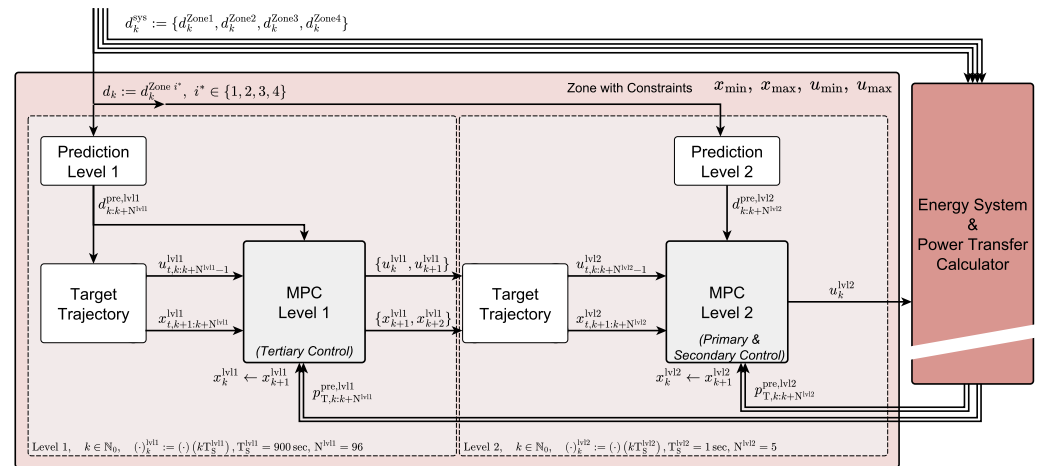 d_k^sys := {d_k^Zone1, d_k^Zone2, d_k^Zone3, d_k^Zone4}
d_k := d_k^{Zone i*}, i* ∈ {1, 2, 3, 4}
Zone with Constraints x_min, x_max, u_min, u_max
Prediction
Level 1
d_{k:k+N^lvl1}^{pre,lvl1}
Target
Trajectory
u_{t,k:k+N^lvl1−1}^{lvl1}
x_{t,k+1:k+N^lvl1}^{lvl1}
MPC
Level 1
(Tertiary Control)
x_k^{lvl1} ← x_{k+1}^{lvl1}
p_{T,k:k+N^lvl1}^{pre,lvl1}
{u_k^{lvl1}, u_{k+1}^{lvl1}}
{x_{k+1}^{lvl1}, x_{k+2}^{lvl1}}
Level 1, k ∈ ℕ_0, (·)_k^{lvl1} := (·)(kT_S^{lvl1}), T_S^{lvl1} = 900 sec, N^{lvl1} = 96
Prediction
Level 2
d_{k:k+N^lvl2}^{pre,lvl2}
Target
Trajectory
u_{t,k:k+N^lvl2−1}^{lvl2}
x_{t,k+1:k+N^lvl2}^{lvl2}
MPC
Level 2
(Primary &
Secondary Control)
x_k^{lvl2} ← x_{k+1}^{lvl2}
p_{T,k:k+N^lvl2}^{pre,lvl2}
u_k^{lvl2}
Level 2, k ∈ ℕ_0, (·)_k^{lvl2} := (·)(kT_S^{lvl2}), T_S^{lvl2} = 1 sec, N^{lvl2} = 5
Energy System
&
Power Transfer
Calculator